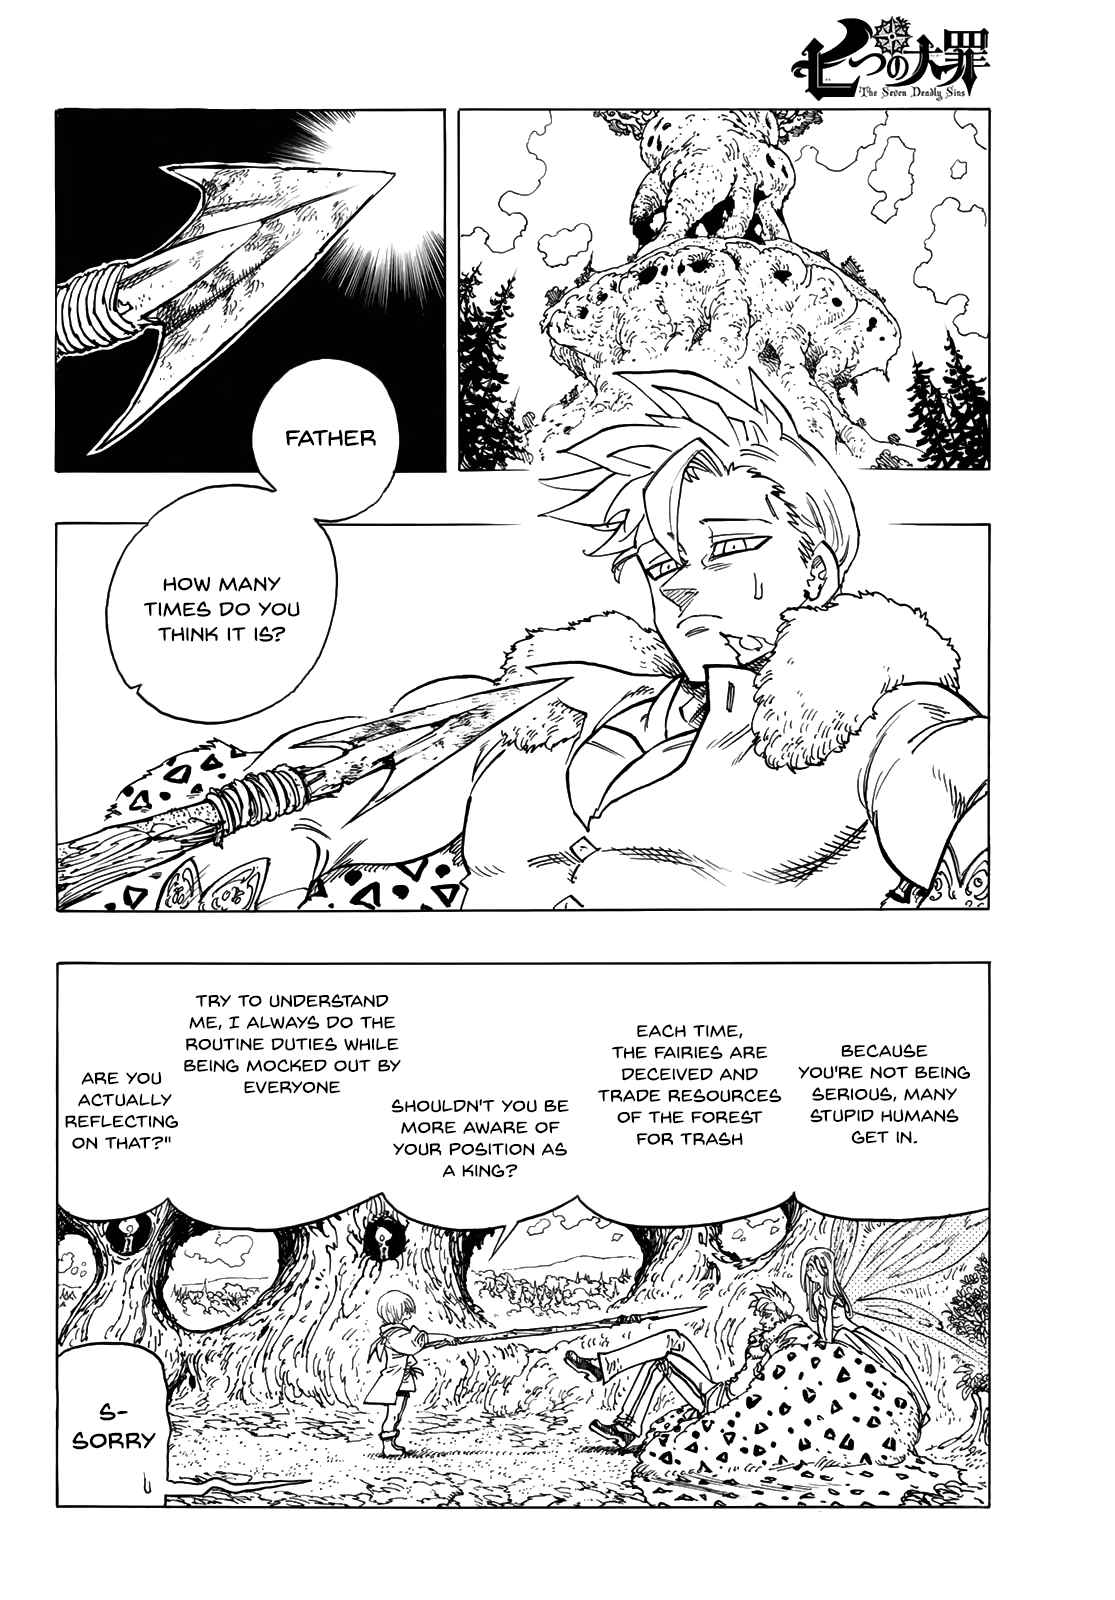 七つの大罪
The Seven Deadly Sins
FATHER
HOW MANY
TIMES DO YOU
THINK IT IS?
BECAUSE
YOU'RE NOT BEING
SERIOUS, MANY
STUPID HUMANS
GET IN.
EACH TIME,
THE FAIRIES ARE
DECEIVED AND
TRADE RESOURCES
OF THE FOREST
FOR TRASH
SHOULDN'T YOU BE
MORE AWARE OF
YOUR POSITION AS
A KING?
TRY TO UNDERSTAND
ME, I ALWAYS DO THE
ROUTINE DUTIES WHILE
BEING MOCKED OUT BY
EVERYONE
ARE YOU
ACTUALLY
REFLECTING
ON THAT?"
S-
SORRY